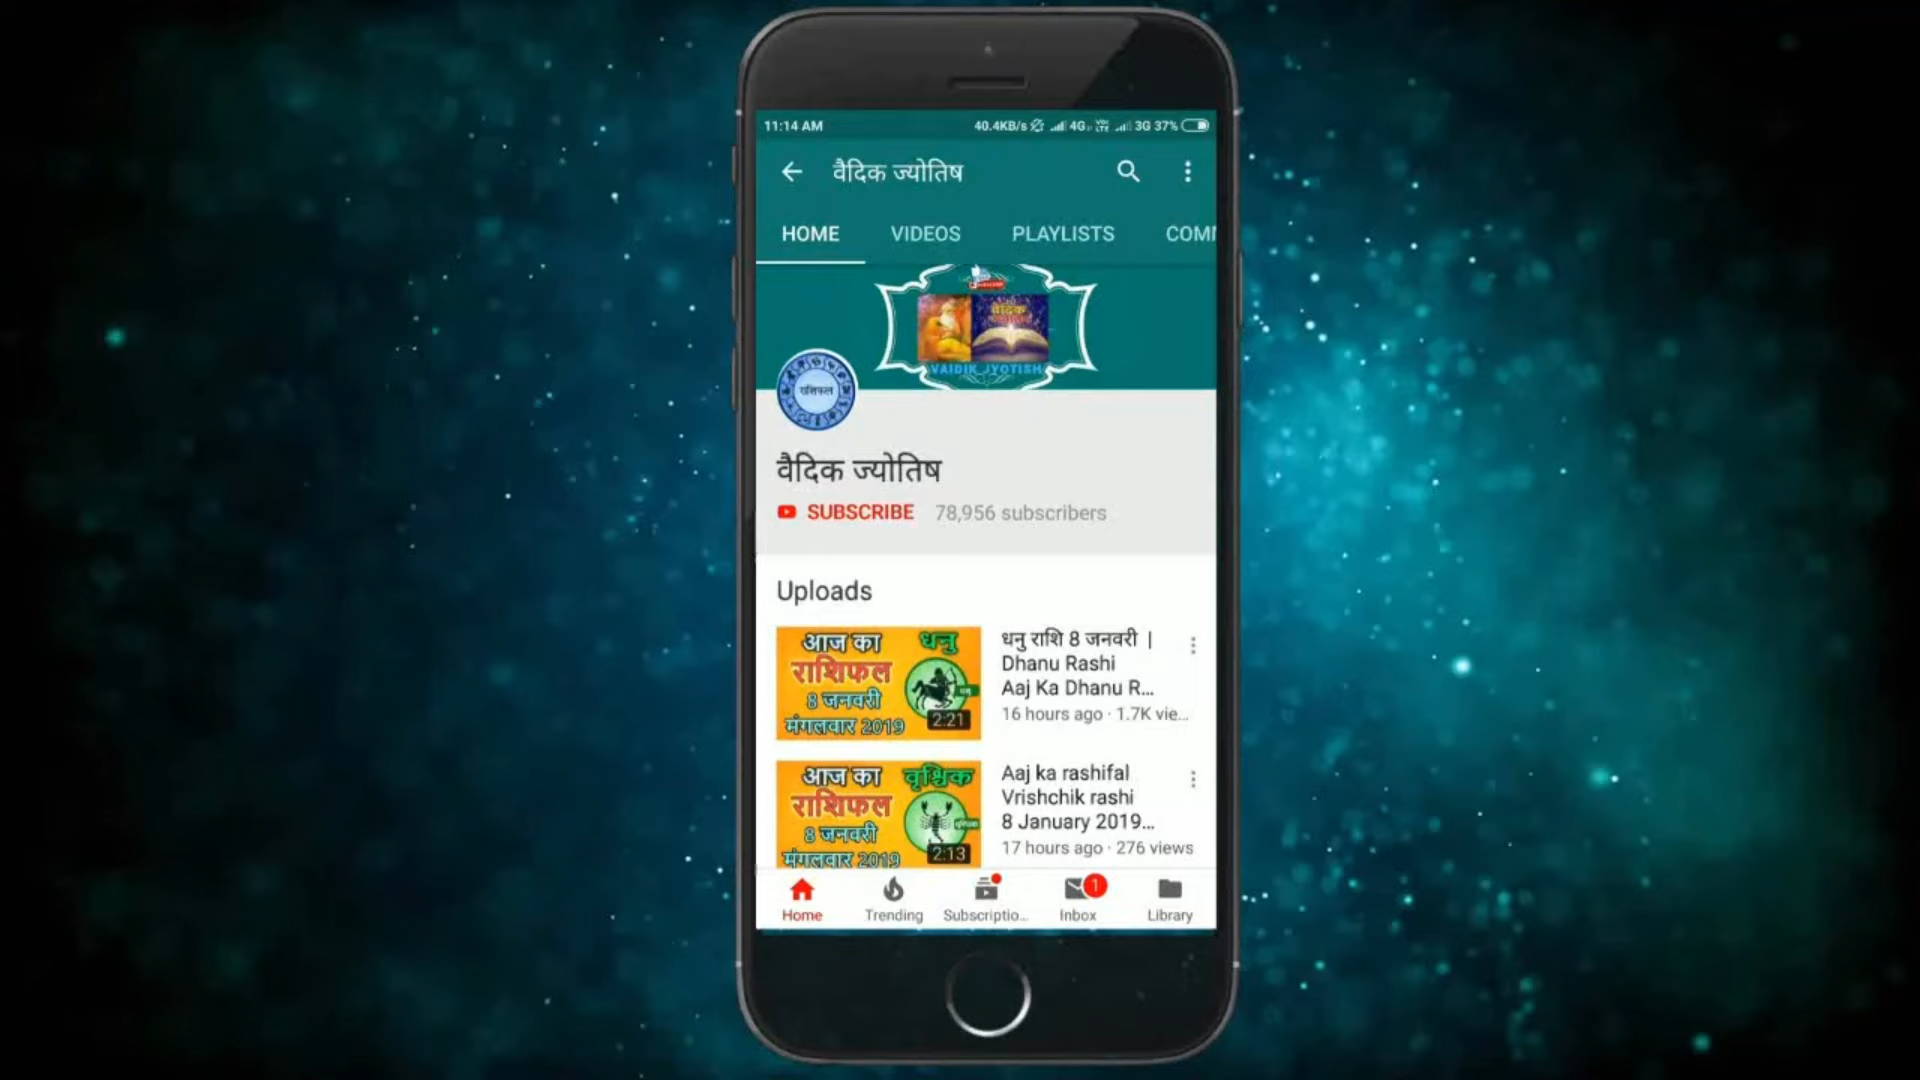 11:14 AM 40.4KB/s 4G 3G 37%
वैदिक ज्योतिष
HOME VIDEOS PLAYLISTS COMM
वैदिक
VAIDIK JYOTISH
राशिफल
वैदिक ज्योतिष
SUBSCRIBE 78,956 subscribers
Uploads
आज का धनु
राशिफल
8 जनवरी
मंगलवार 2019
2:21
धनु राशि 8 जनवरी |
Dhanu Rashi
Aaj Ka Dhanu R...
16 hours ago · 1.7K vie...
आज का वृश्चिक
राशिफल
8 जनवरी
मंगलवार 2019
2:13
Aaj ka rashifal
Vrishchik rashi
8 January 2019...
17 hours ago · 276 views
1
Home Trending Subscriptio... Inbox Library